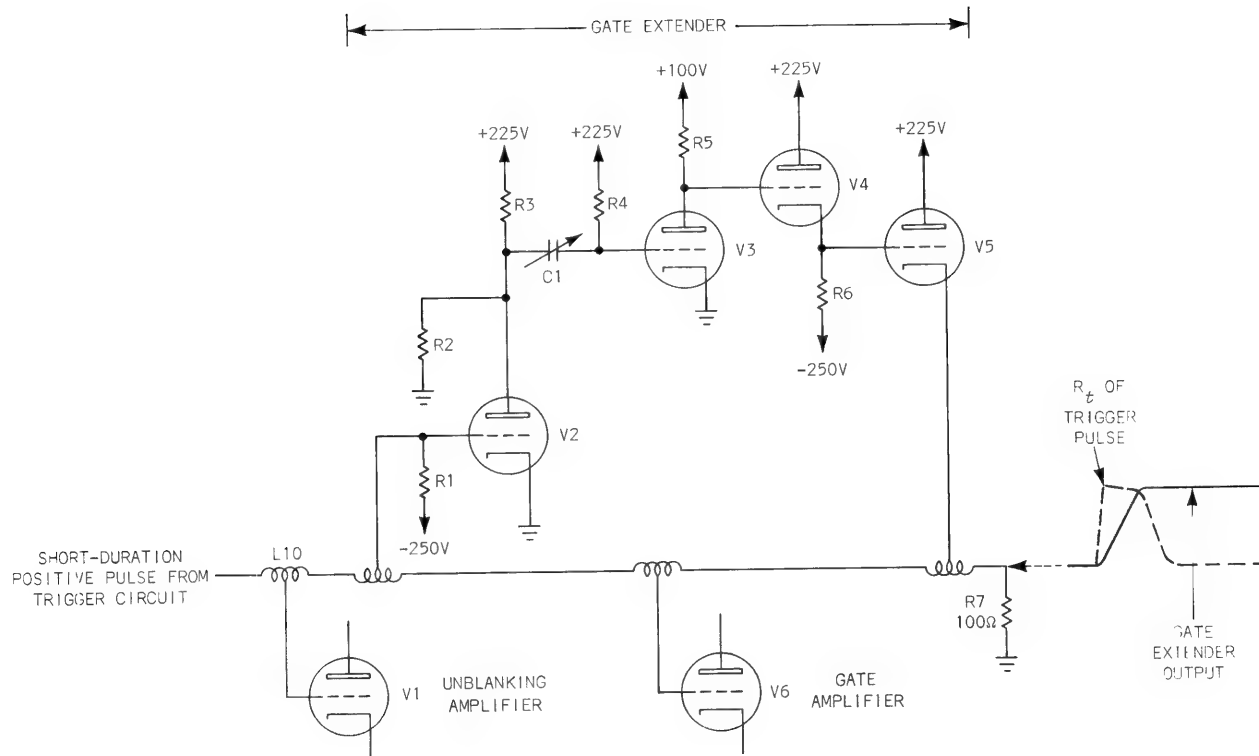 GATE EXTENDER
+100V
+225V
+225V
+225V
+225V
R5
R3
R4
V4
V3
V5
C1
R6
R2
-250V
Rt OF
TRIGGER
PULSE
V2
R1
-250V
SHORT-DURATION
POSITIVE PULSE FROM
TRIGGER CIRCUIT
L10
R7
100Ω
GATE
EXTENDER
OUTPUT
V1
UNBLANKING
AMPLIFIER
V6
GATE
AMPLIFIER